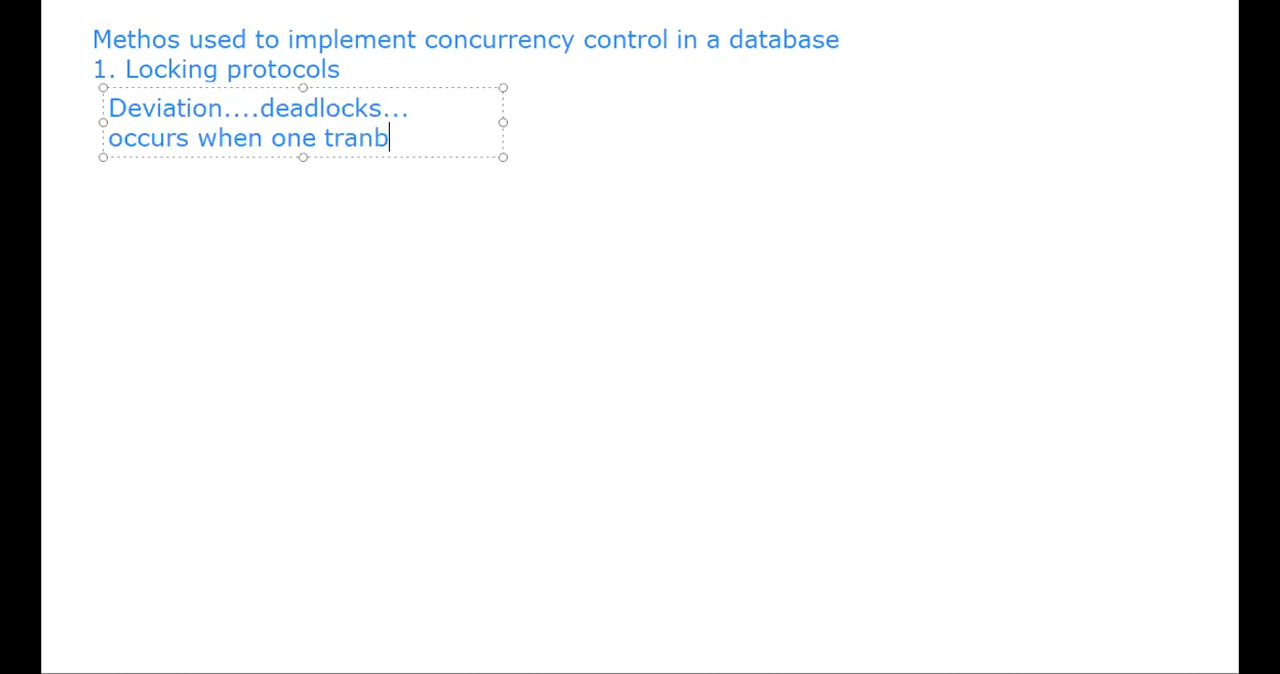 Methos used to implement concurrency control in a database
1. Locking protocols
Deviation....deadlocks...
occurs when one tranb